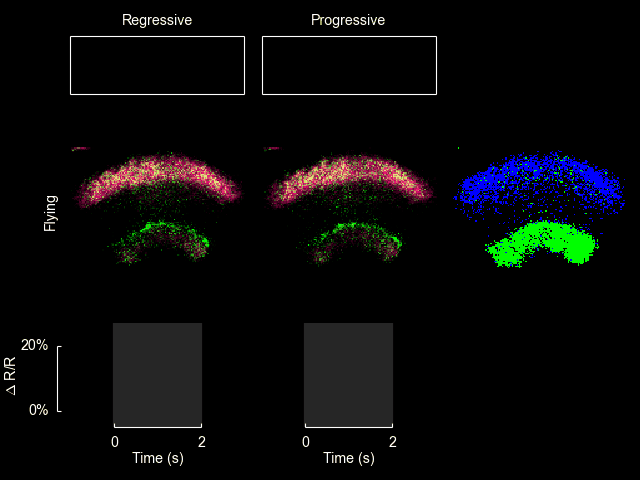 Regressive Progressive
Flying
20%
Δ R/R
0%
0 2 0 2
Time (s) Time (s)